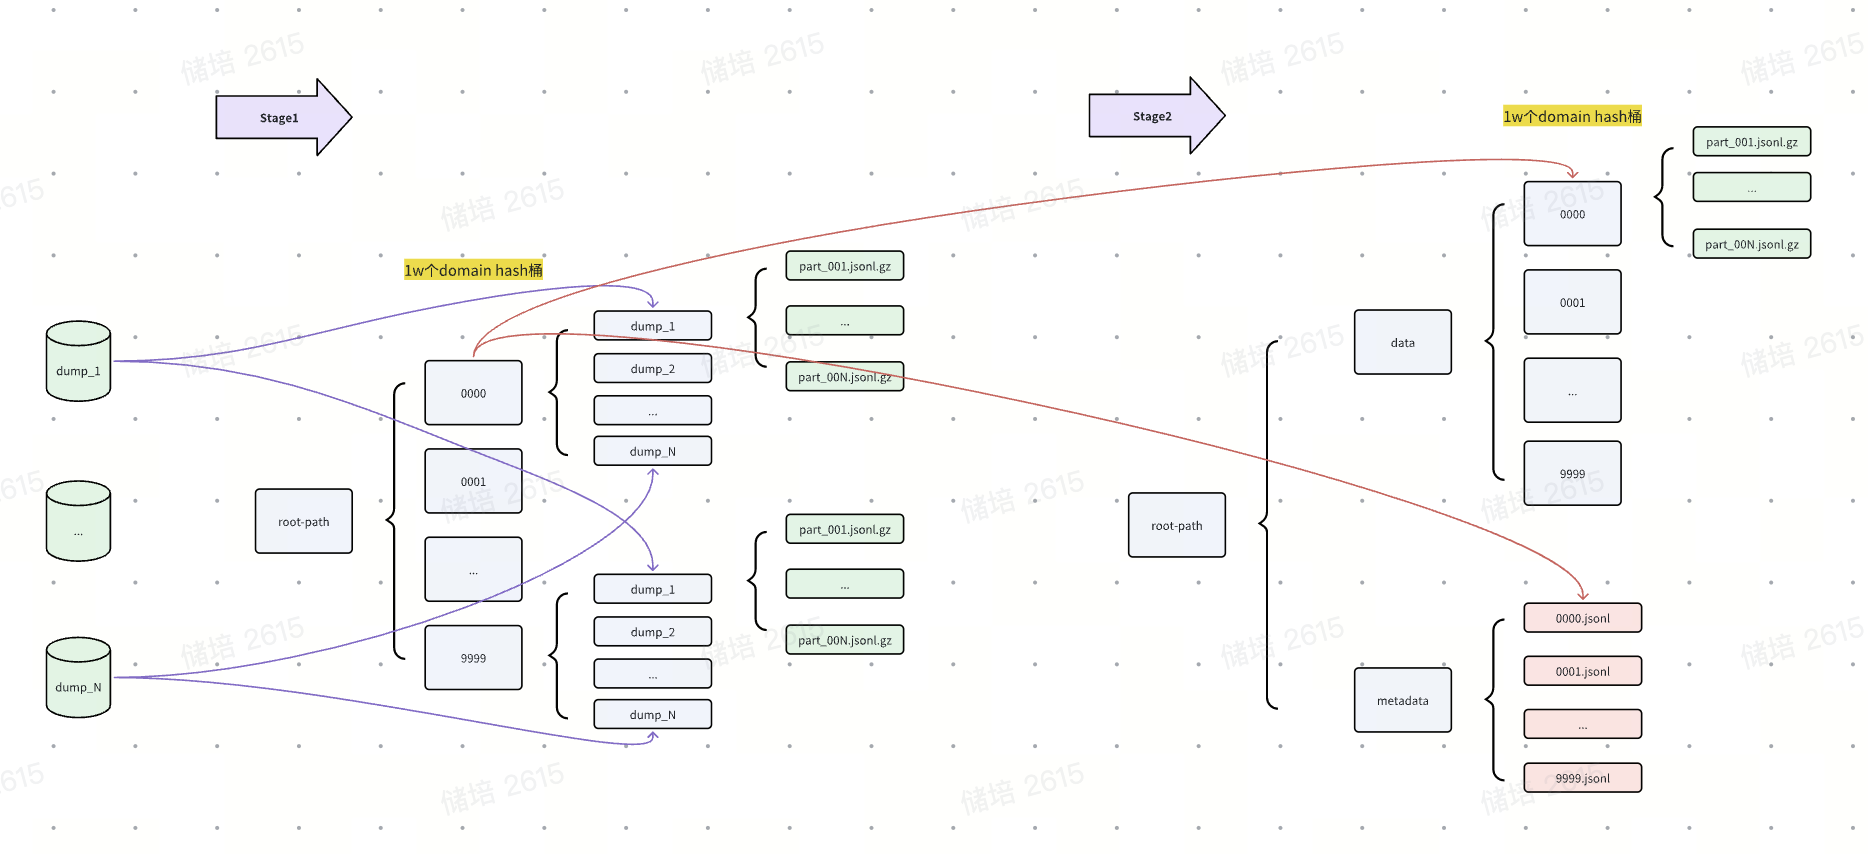 Stage1
1w个domain hash桶
dump_1
...
dump_N
root-path
0000
0001
...
9999
dump_1
dump_2
...
dump_N
part_001.jsonl.gz
...
part_00N.jsonl.gz
dump_1
dump_2
...
dump_N
part_001.jsonl.gz
...
part_00N.jsonl.gz
Stage2
1w个domain hash桶
root-path
data
0000
0001
...
9999
part_001.jsonl.gz
...
part_00N.jsonl.gz
metadata
0000.jsonl
0001.jsonl
...
9999.jsonl
储培 2615